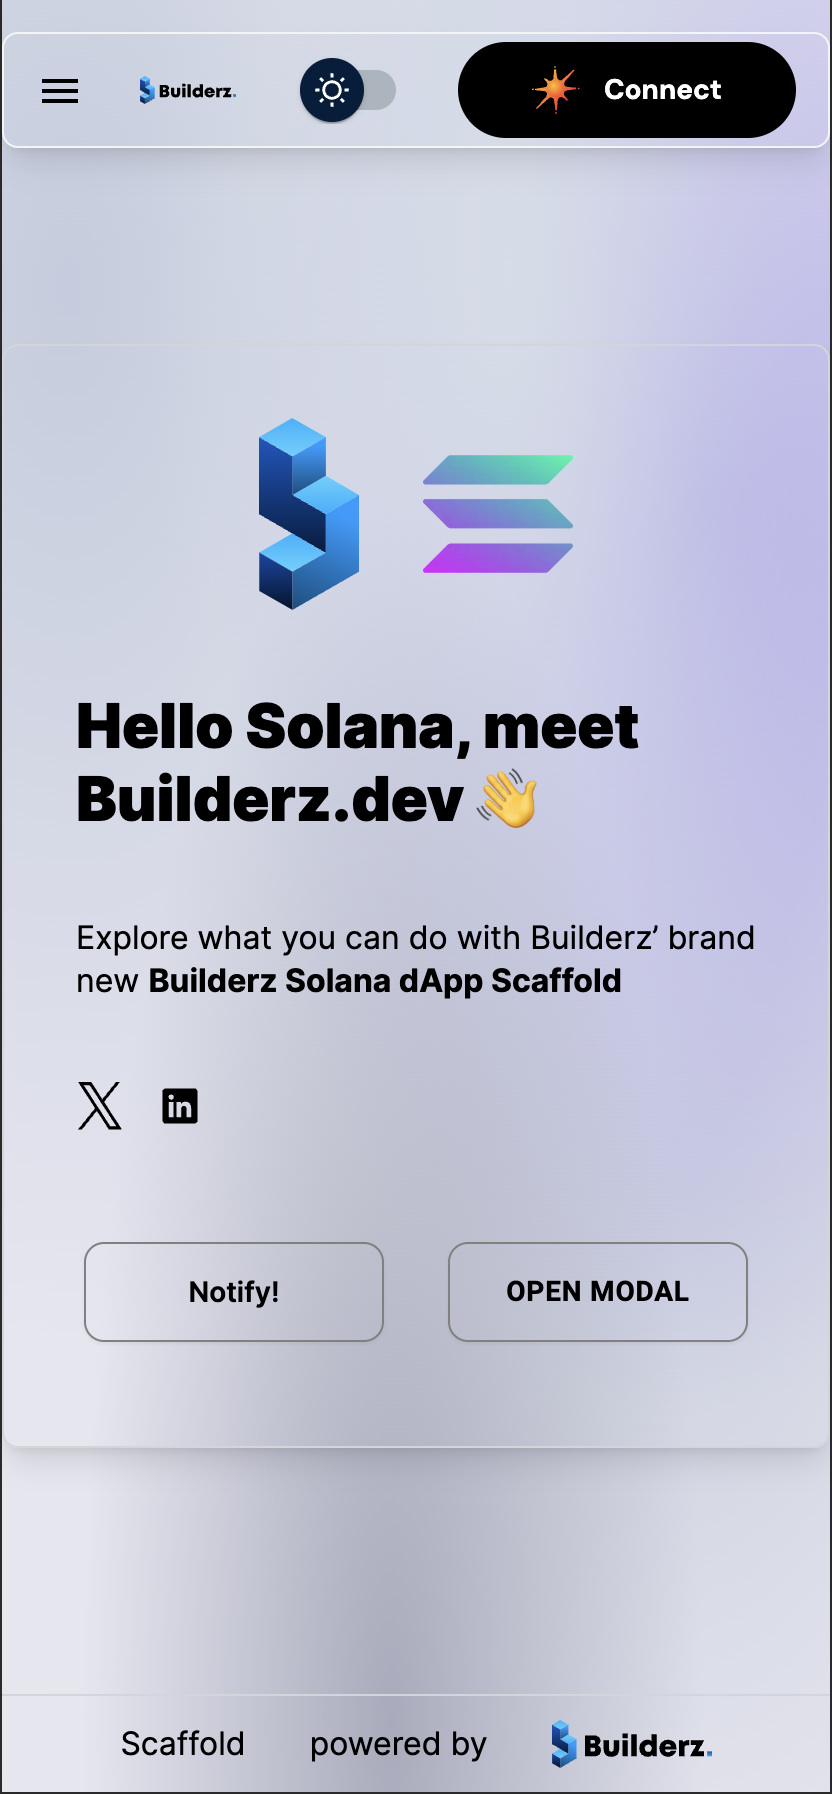 Builderz.
Connect
Hello Solana, meet
Builderz.dev 👋
Explore what you can do with Builderz’ brand
new Builderz Solana dApp Scaffold
in
Notify!
OPEN MODAL
Scaffold powered by Builderz.